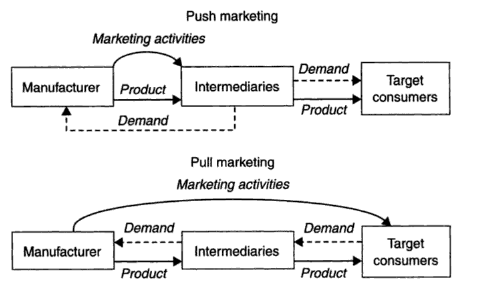 Push marketing
Marketing activities
Manufacturer
Product
Intermediaries
Demand
Product
Target
consumers
Demand
Pull marketing
Marketing activities
Manufacturer
Demand
Product
Intermediaries
Demand
Product
Target
consumers